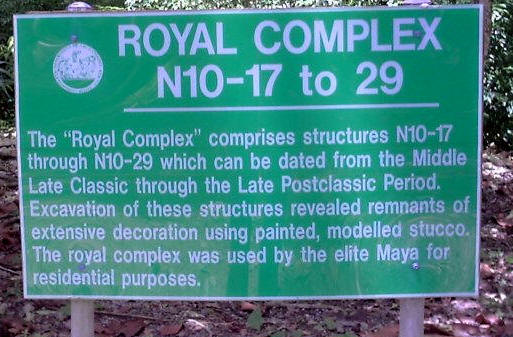 ROYAL COMPLEX
N10-17 to 29
The "Royal Complex" comprises structures N10-17
through N10-29 which can be dated from the Middle
Late Classic through the Late Postclassic Period.
Excavation of these structures revealed remnants of
extensive decoration using painted, modelled stucco.
The royal complex was used by the elite Maya for
residential purposes.